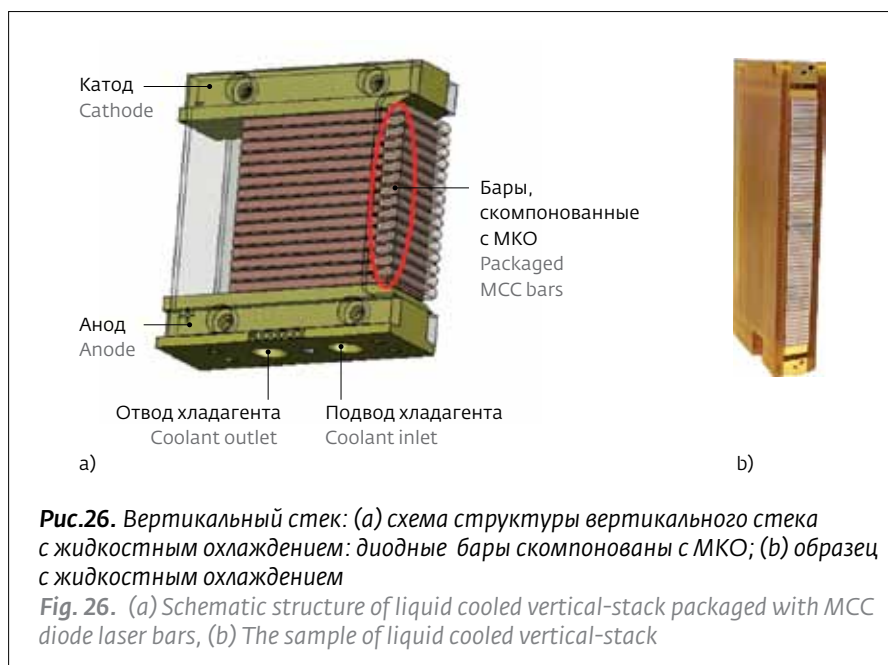 Катод
Cathode
Бары,
скомпонованные
с МКО
Packaged
MCC bars
Анод
Anode
Отвод хладагента
Coolant outlet
Подвод хладагента
Coolant inlet
a)
b)
Рис.26. Вертикальный стек: (a) схема структуры вертикального стека
с жидкостным охлаждением: диодные бары скомпонованы с МКО; (b) образец
с жидкостным охлаждением
Fig. 26. (a) Schematic structure of liquid cooled vertical-stack packaged with MCC
diode laser bars, (b) The sample of liquid cooled vertical-stack